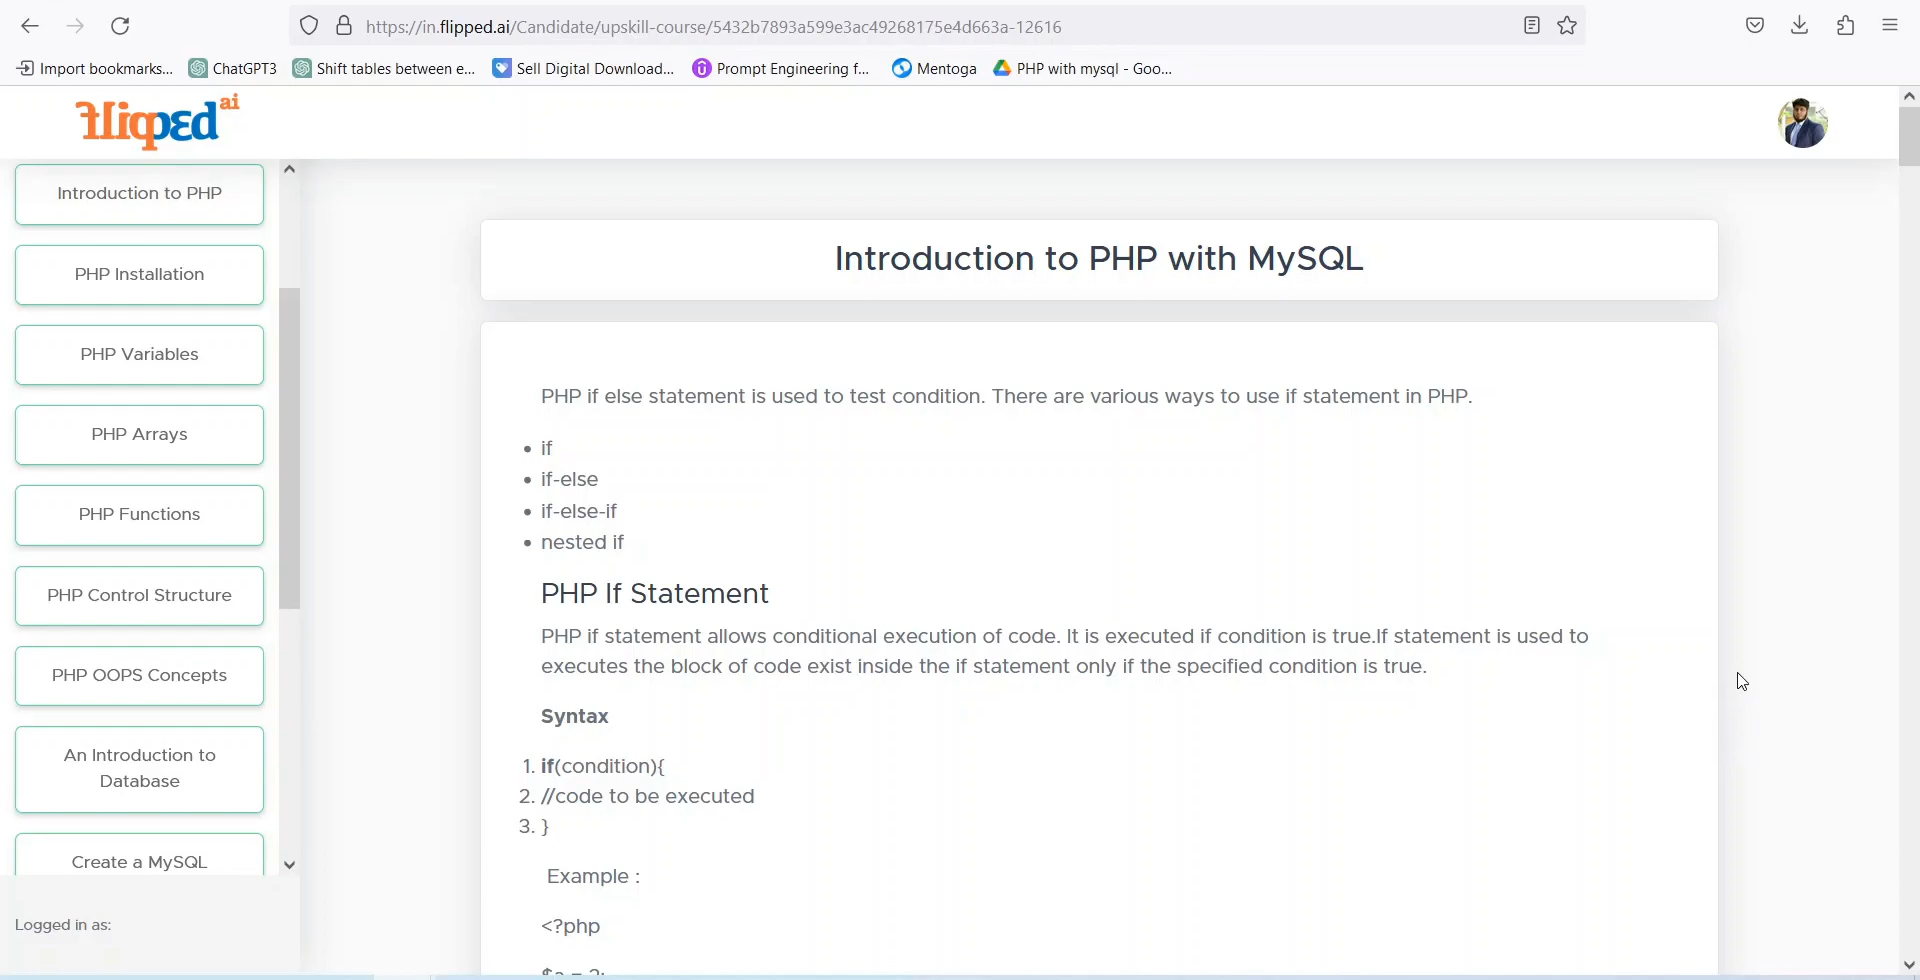 https://in.flipped.ai/Candidate/upskill-course/5432b7893a599e3ac49268175e4d663a-12616
Import bookmarks... ChatGPT3 Shift tables between e... Sell Digital Download... Prompt Engineering f... Mentoga PHP with mysql - Goo...
flipped ai
Introduction to PHP
PHP Installation
PHP Variables
PHP Arrays
PHP Functions
PHP Control Structure
PHP OOPS Concepts
An Introduction to
Database
Create a MySQL
Logged in as:
Introduction to PHP with MySQL
PHP if else statement is used to test condition. There are various ways to use if statement in PHP.
• if
• if-else
• if-else-if
• nested if
PHP If Statement
PHP if statement allows conditional execution of code. It is executed if condition is true.If statement is used to
executes the block of code exist inside the if statement only if the specified condition is true.
Syntax
1. if(condition){
2. //code to be executed
3. }
Example :
<?php